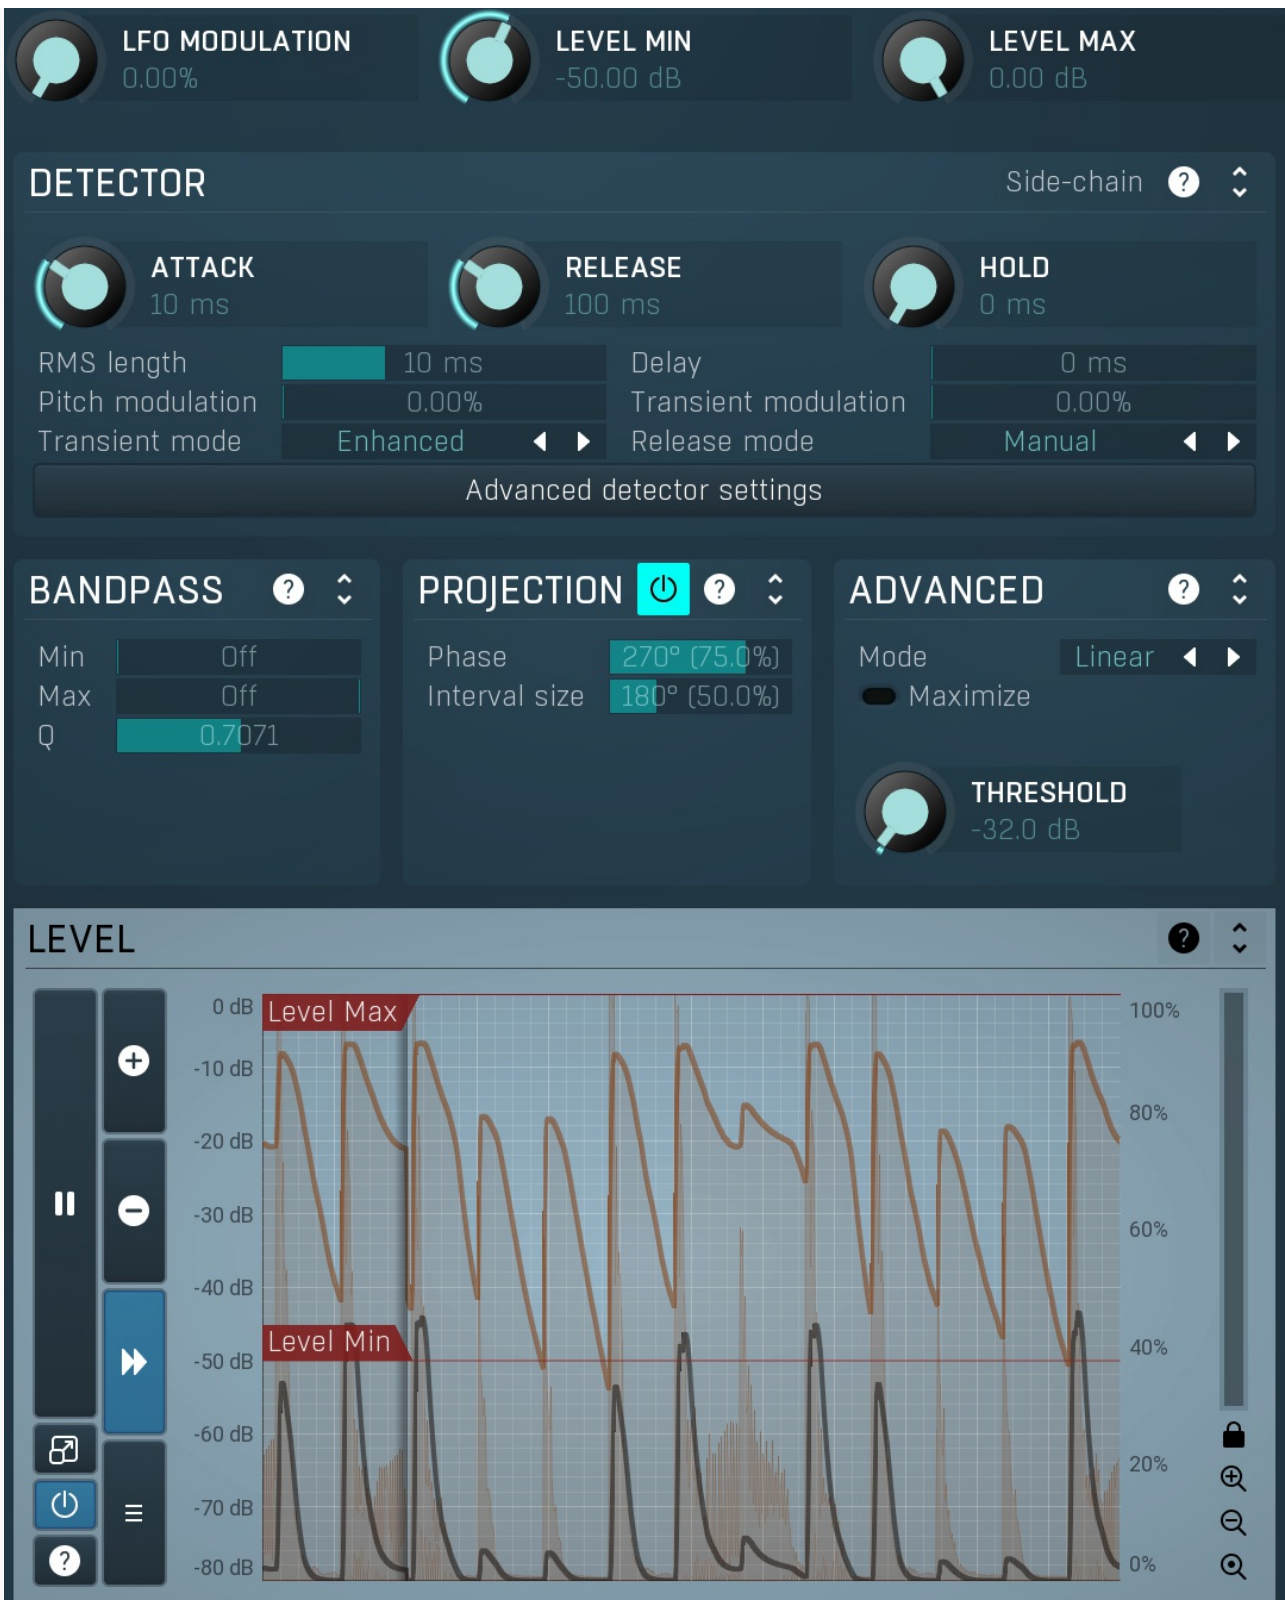 LFO MODULATION LEVEL MIN LEVEL MAX
0.00% -50.00 dB 0.00 dB
DETECTOR Side-chain ?
ATTACK RELEASE HOLD
10 ms 100 ms 0 ms
RMS length 10 ms Delay 0 ms
Pitch modulation 0.00% Transient modulation 0.00%
Transient mode Enhanced Release mode Manual
Advanced detector settings
BANDPASS ? PROJECTION ? ADVANCED ?
Min Off Phase 270° (75.0%) Mode Linear
Max Off Interval size 180° (50.0%) Maximize
Q 0.7071
THRESHOLD
-32.0 dB
LEVEL ?
0 dB Level Max 100%
-10 dB
80%
-20 dB
-30 dB
60%
-40 dB
Level Min 40%
-50 dB
-60 dB
20%
-70 dB
-80 dB 0%
?